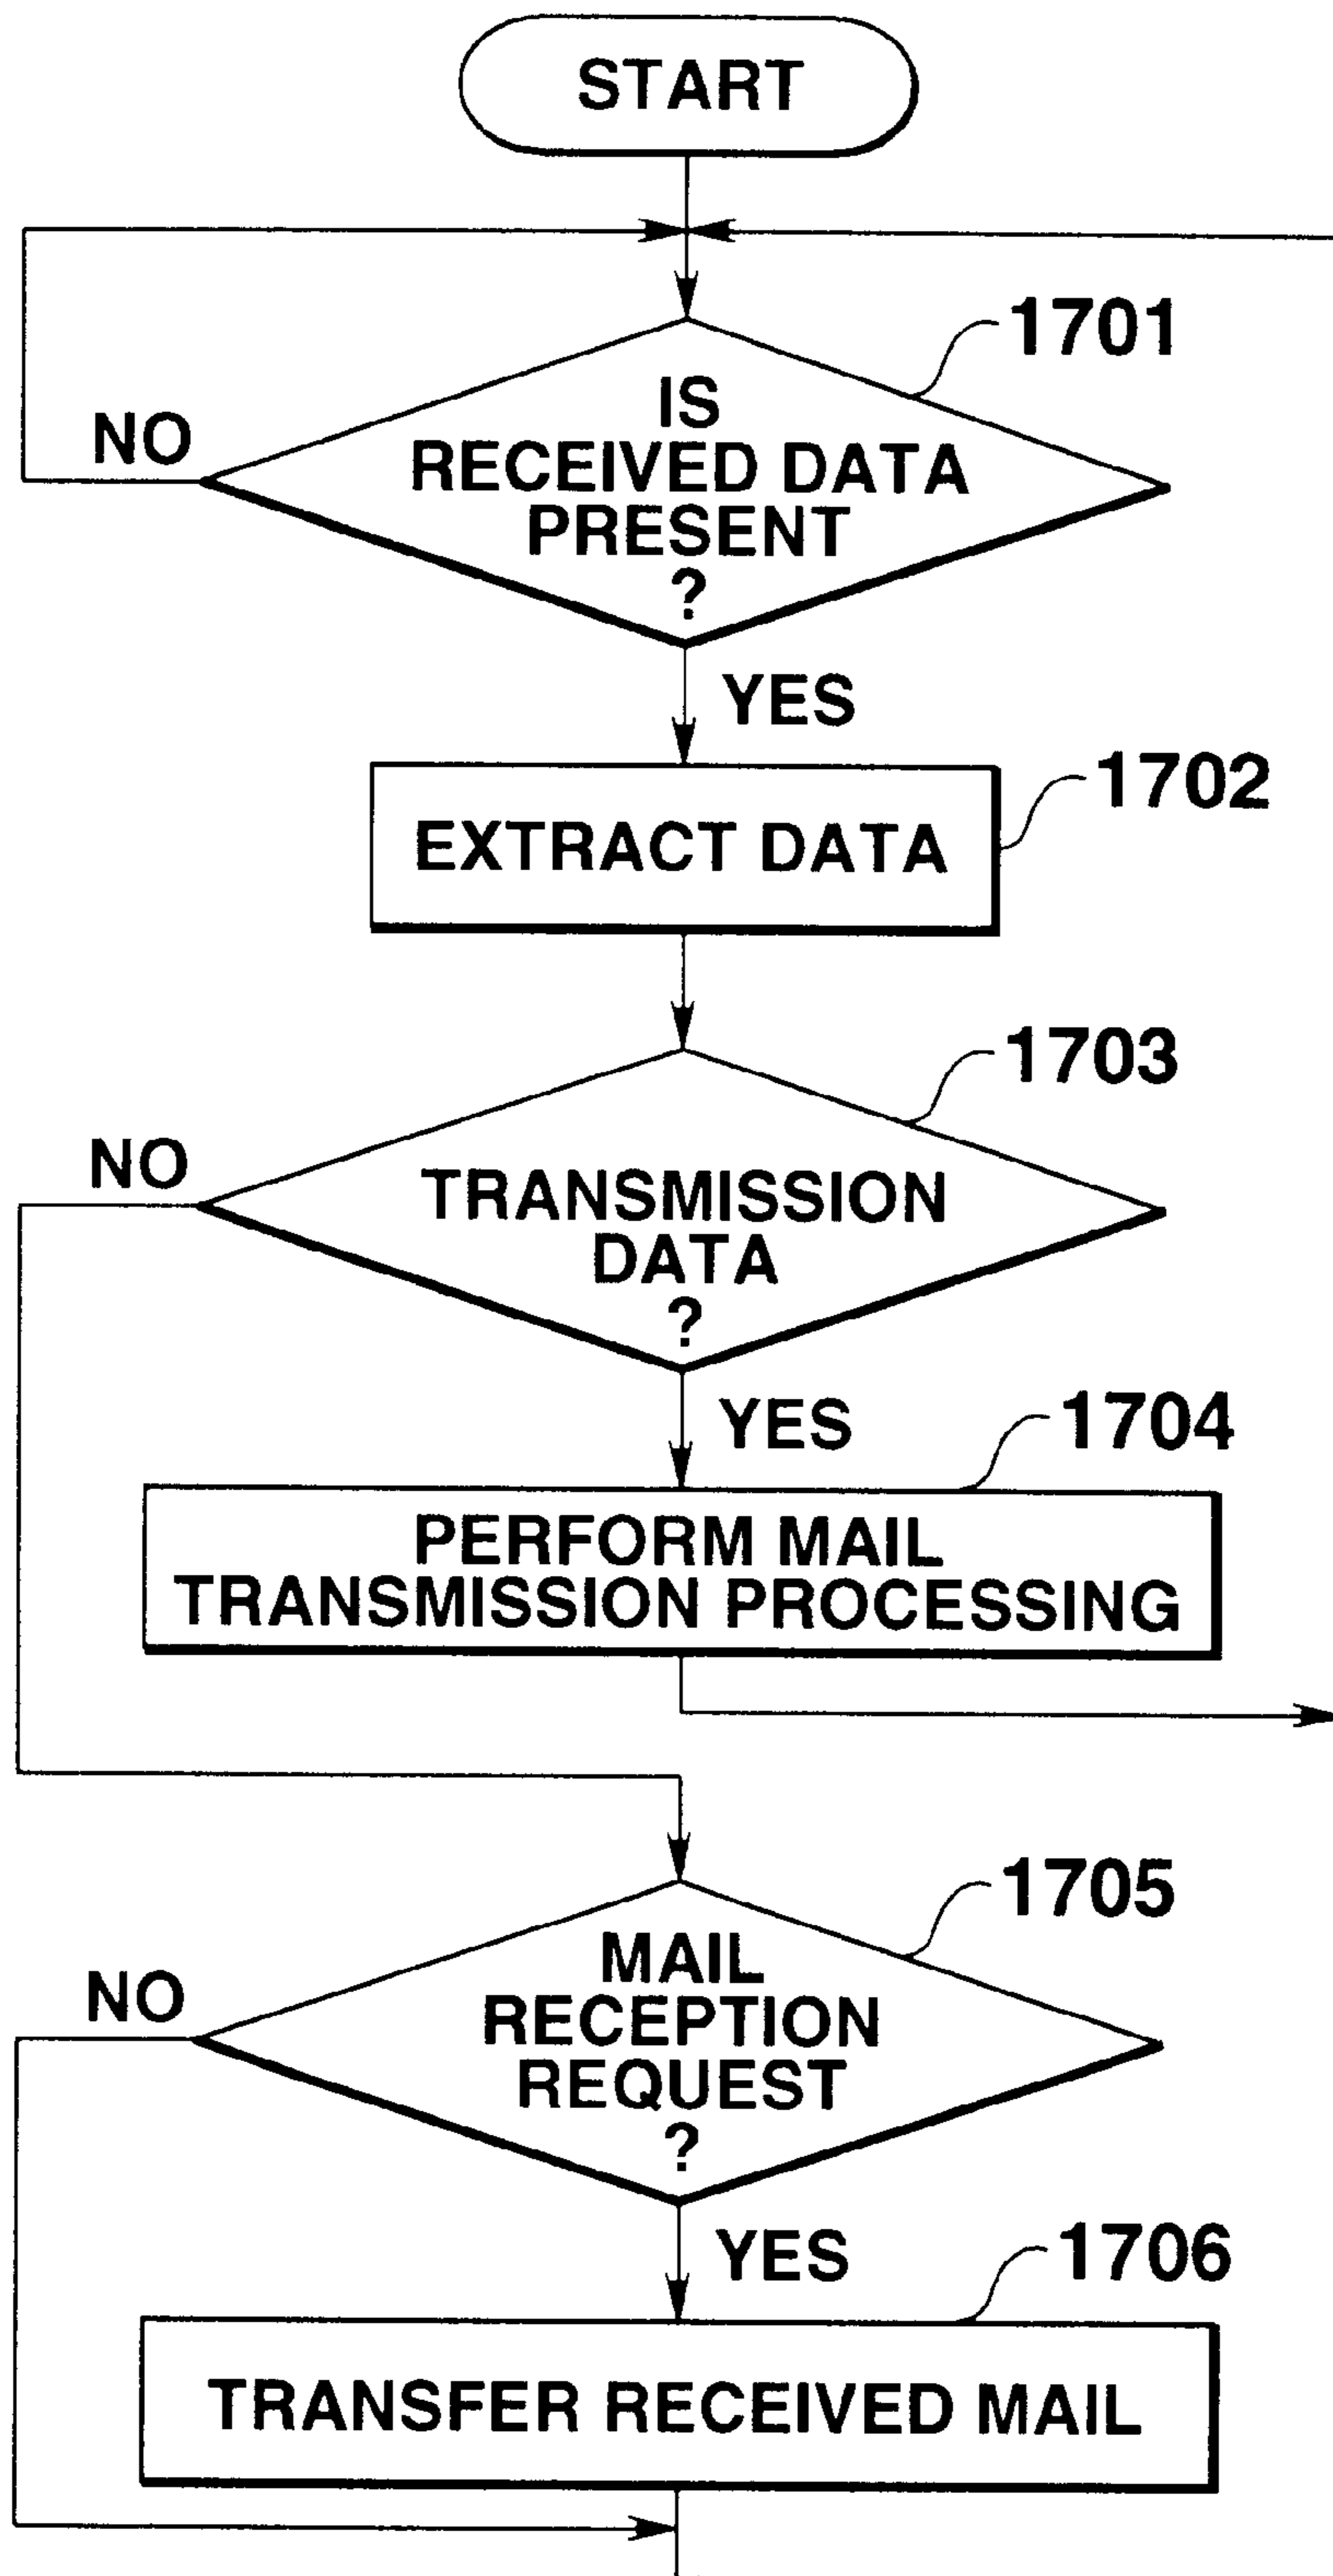 START
1701
IS
RECEIVED DATA
PRESENT
?
NO
YES
1702
EXTRACT DATA
1703
NO
TRANSMISSION
DATA
?
YES
1704
PERFORM MAIL
TRANSMISSION PROCESSING
1705
NO
MAIL
RECEPTION
REQUEST
?
YES
1706
TRANSFER RECEIVED MAIL